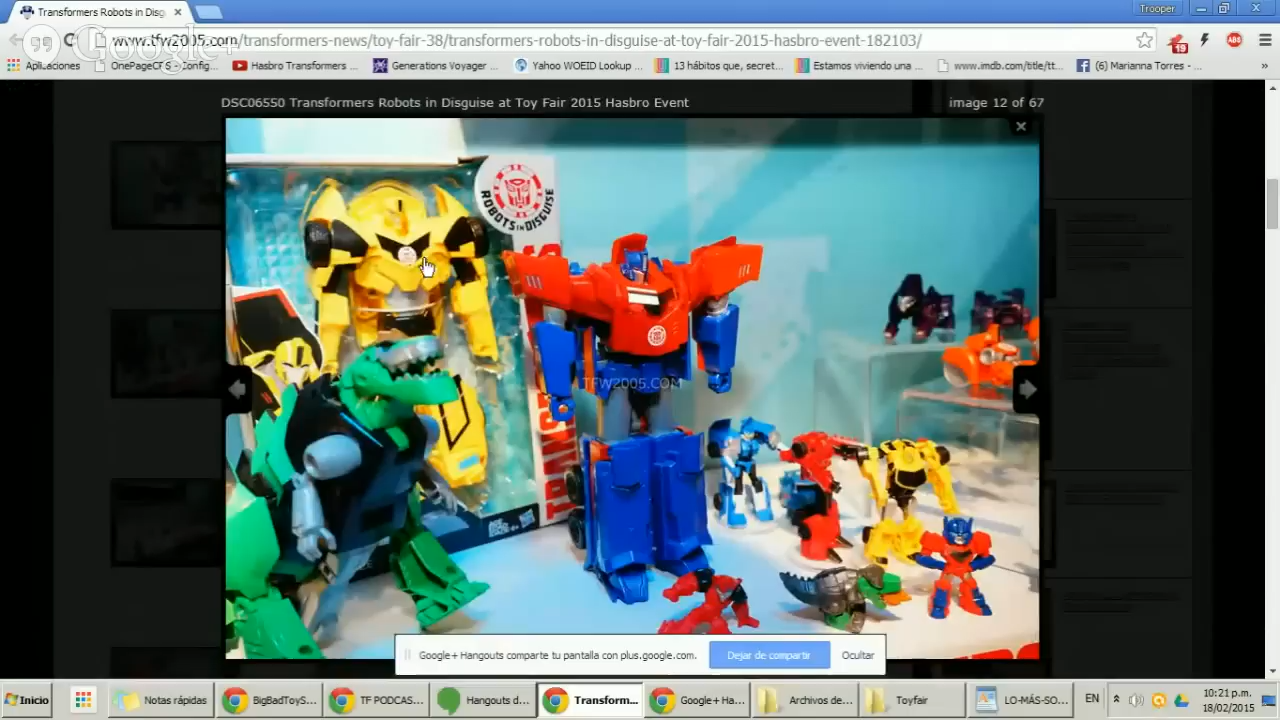 Transformers Robots in Disg
Trooper
Google+
www.tfw2005.com/transformers-news/toy-fair-38/transformers-robots-in-disguise-at-toy-fair-2015-hasbro-event-182103/
19
ABS
Aplicaciones
OnePageCRS
Config...
Hasbro Transformers ...
Generations Voyager ...
Yahoo WOEID Lookup ...
13 hábitos que, secret...
Estamos viviendo una ...
www.imdb.com/title/tt...
(6) Marianna Torres - ...
»
DSC06550 Transformers Robots in Disguise at Toy Fair 2015 Hasbro Event
image 12 of 67
ROBOTS IN DISGUISE
TFW2005.COM
Google+ Hangouts comparte tu pantalla con plus.google.com.
Dejar de compartir
Ocultar
Inicio
Notas rápidas
BigBadToyS...
TF PODCAS...
Hangouts d...
Transform...
Google+ Ha...
Archivos de...
Toyfair
LO-MÁS-SO...
EN
10:21 p.m.
18/02/2015